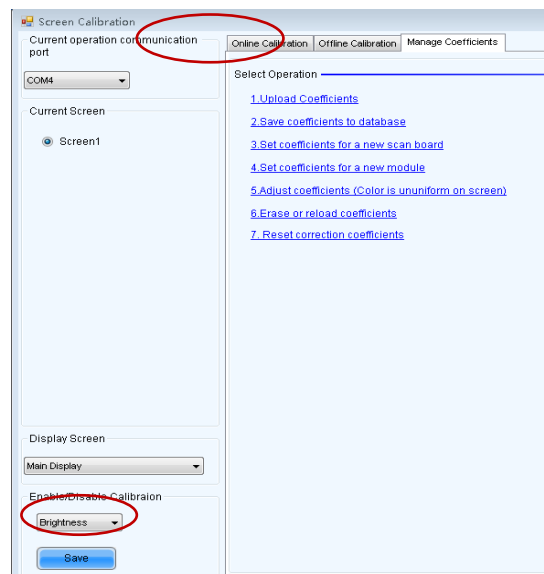 Screen Calibration
Current operation communication
port
COM4
Current Screen
Screen1
Display Screen
Main Display
Enable/Disable Calibraion
Brightness
Save
Online Calibration
Offline Calibration
Manage Coefficients
Select Operation
1.Upload Coefficients
2.Save coefficients to database
3.Set coefficients for a new scan board
4.Set coefficients for a new module
5.Adjust coefficients (Color is ununiform on screen)
6.Erase or reload coefficients
7. Reset correction coefficients